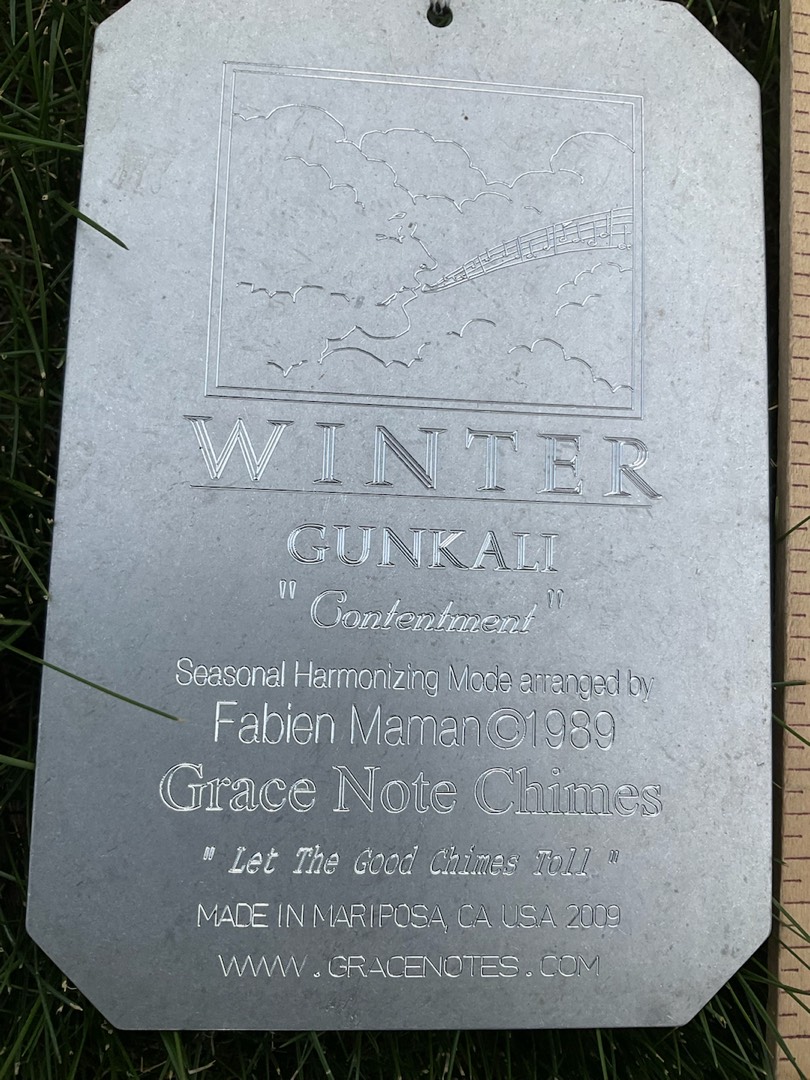 WINTER
GUNKALI
"Contentment"
Seasonal Harmonizing Mode arranged by
Fabien Maman©1989
Grace Note Chimes
"Let The Good Chimes Toll"
MADE IN MARIPOSA, CA USA 2009
WWW.GRACENOTES.COM